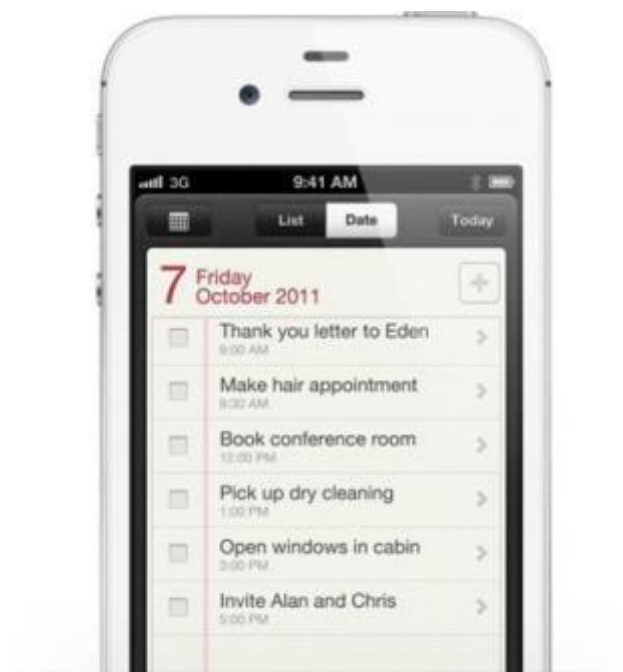 3G 9:41 AM
List Date Today
7 Friday
October 2011
Thank you letter to Eden
9:00 AM
Make hair appointment
9:30 AM
Book conference room
12:00 PM
Pick up dry cleaning
1:00 PM
Open windows in cabin
3:00 PM
Invite Alan and Chris
5:00 PM